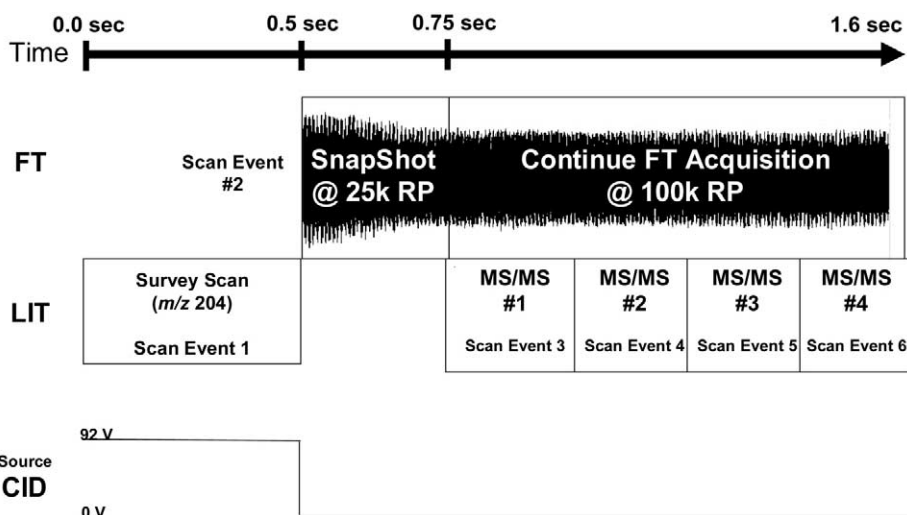 0.0 sec 0.5 sec 0.75 sec 1.6 sec
Time
FT
Scan Event
#2
SnapShot
@ 25k RP
Continue FT Acquisition
@ 100k RP
LIT
Survey Scan
(m/z 204)
Scan Event 1
MS/MS
#1
Scan Event 3
MS/MS
#2
Scan Event 4
MS/MS
#3
Scan Event 5
MS/MS
#4
Scan Event 6
92 V
Source
CID
0 V